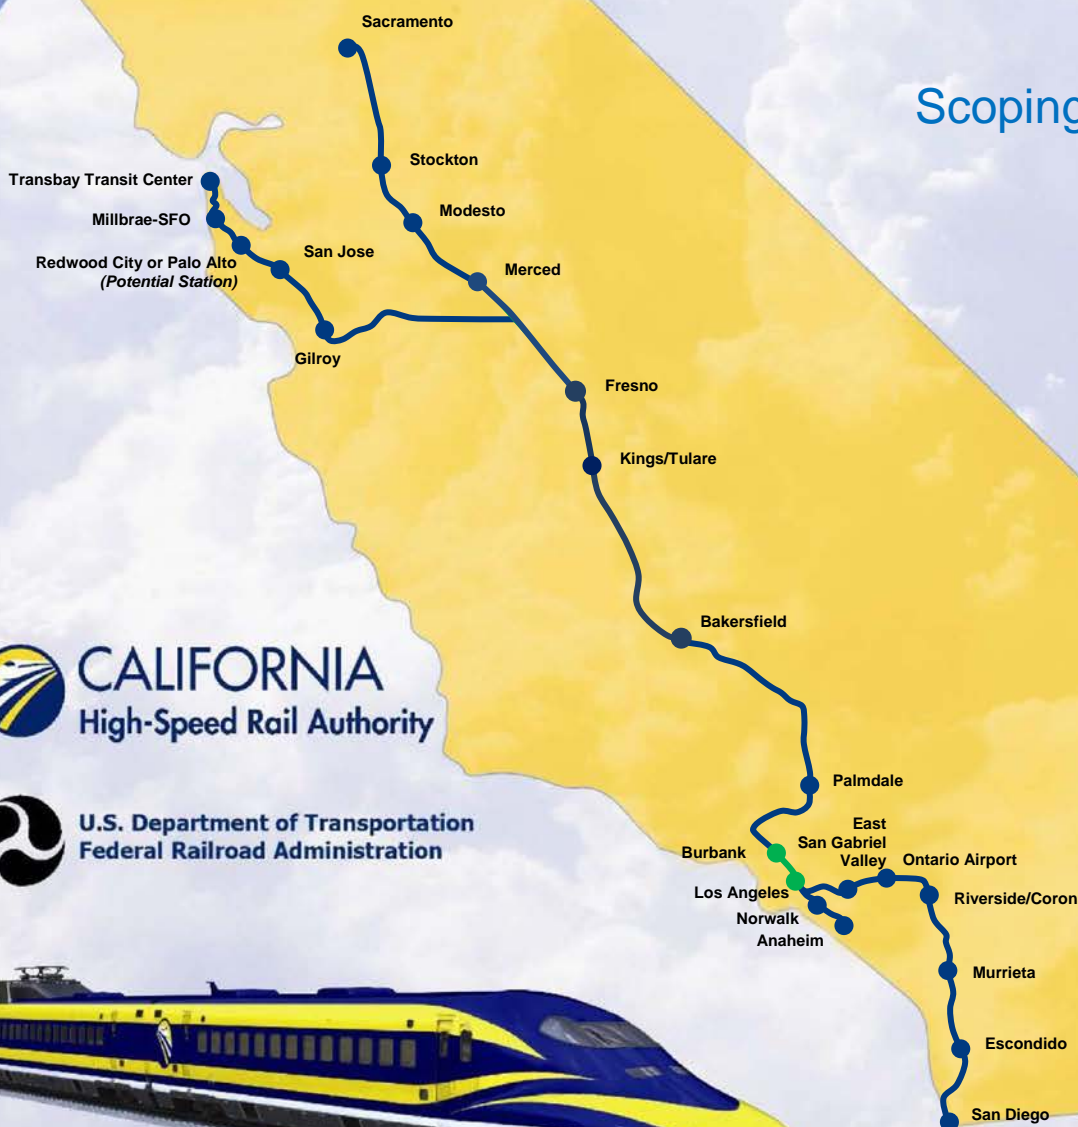 Sacramento
Scoping
Stockton
Transbay Transit Center
Modesto
Millbrae-SFO
San Jose
Redwood City or Palo Alto
(Potential Station)
Merced
Gilroy
Fresno
Kings/Tulare
Bakersfield
CALIFORNIA
High-Speed Rail Authority
Palmdale
U.S. Department of Transportation
Federal Railroad Administration
East
San Gabriel
Valley
Burbank
Ontario Airport
Los Angeles
Riverside/Coron
Norwalk
Anaheim
Murrieta
Escondido
San Diego